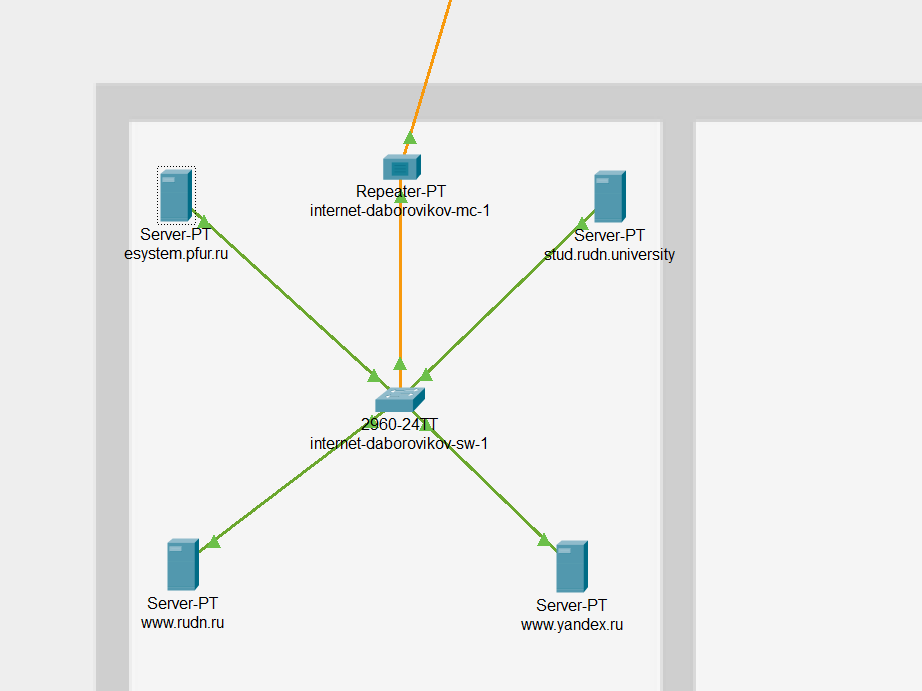 Repeater-PT
internet-daborovikov-mc-1
Server-PT
esystem.pfur.ru
Server-PT
stud.rudn.university
2960-24TT
internet-daborovikov-sw-1
Server-PT
www.rudn.ru
Server-PT
www.yandex.ru